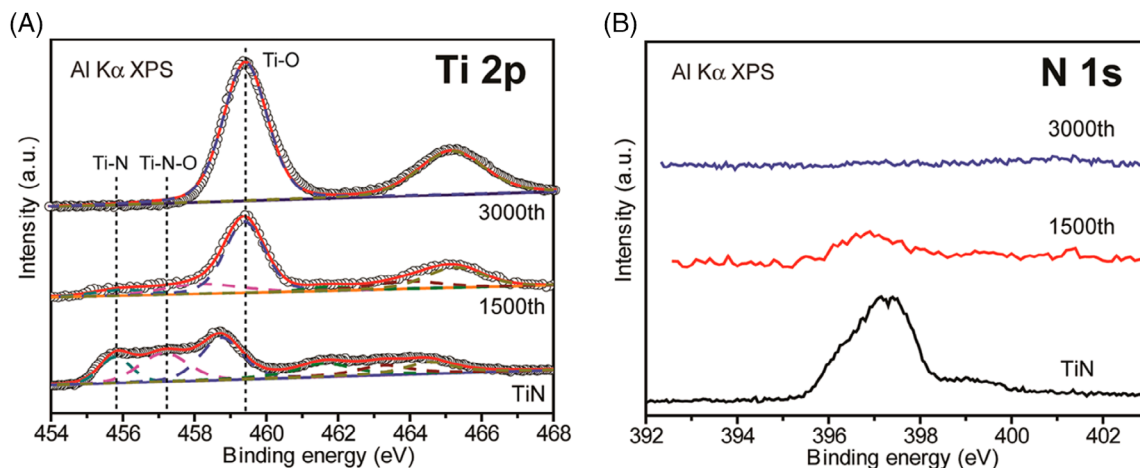 (A)
Al Kα XPS
Ti 2p
Ti-O
Ti-N
Ti-N-O
3000th
1500th
TiN
Intensity (a.u.)
454 456 458 460 462 464 466 468
Binding energy (eV)
(B)
Al Kα XPS
N 1s
3000th
1500th
TiN
Intensity (a.u.)
392 394 396 398 400 402
Binding energy (eV)